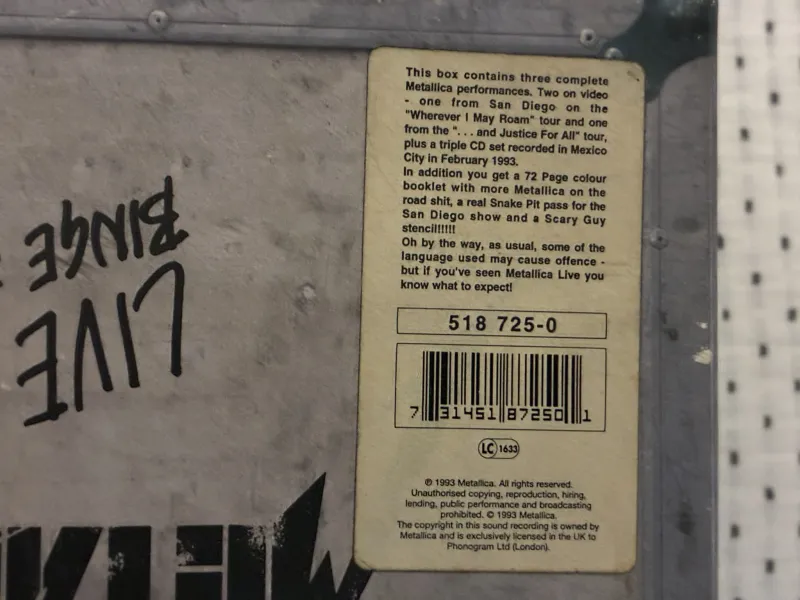 This box contains three complete
Metallica performances. Two on video
- one from San Diego on the
"Wherever I May Roam" tour and one
from the ". . . and Justice For All" tour,
plus a triple CD set recorded in Mexico
City in February 1993.
In addition you get a 72 Page colour
booklet with more Metallica on the
road shit, a real Snake Pit pass for the
San Diego show and a Scary Guy
stencil!!!!!!
Oh by the way, as usual, some of the
language used may cause offence -
but if you've seen Metallica Live you
know what to expect!
518 725-0
7 31451 87250 1
LC 1633
℗ 1993 Metallica. All rights reserved.
Unauthorised copying, reproduction, hiring,
lending, public performance and broadcasting
prohibited. © 1993 Metallica.
The copyright in this sound recording is owned by
Metallica and is exclusively licensed in the UK to
Phonogram Ltd (London).
LIVE
BINGE